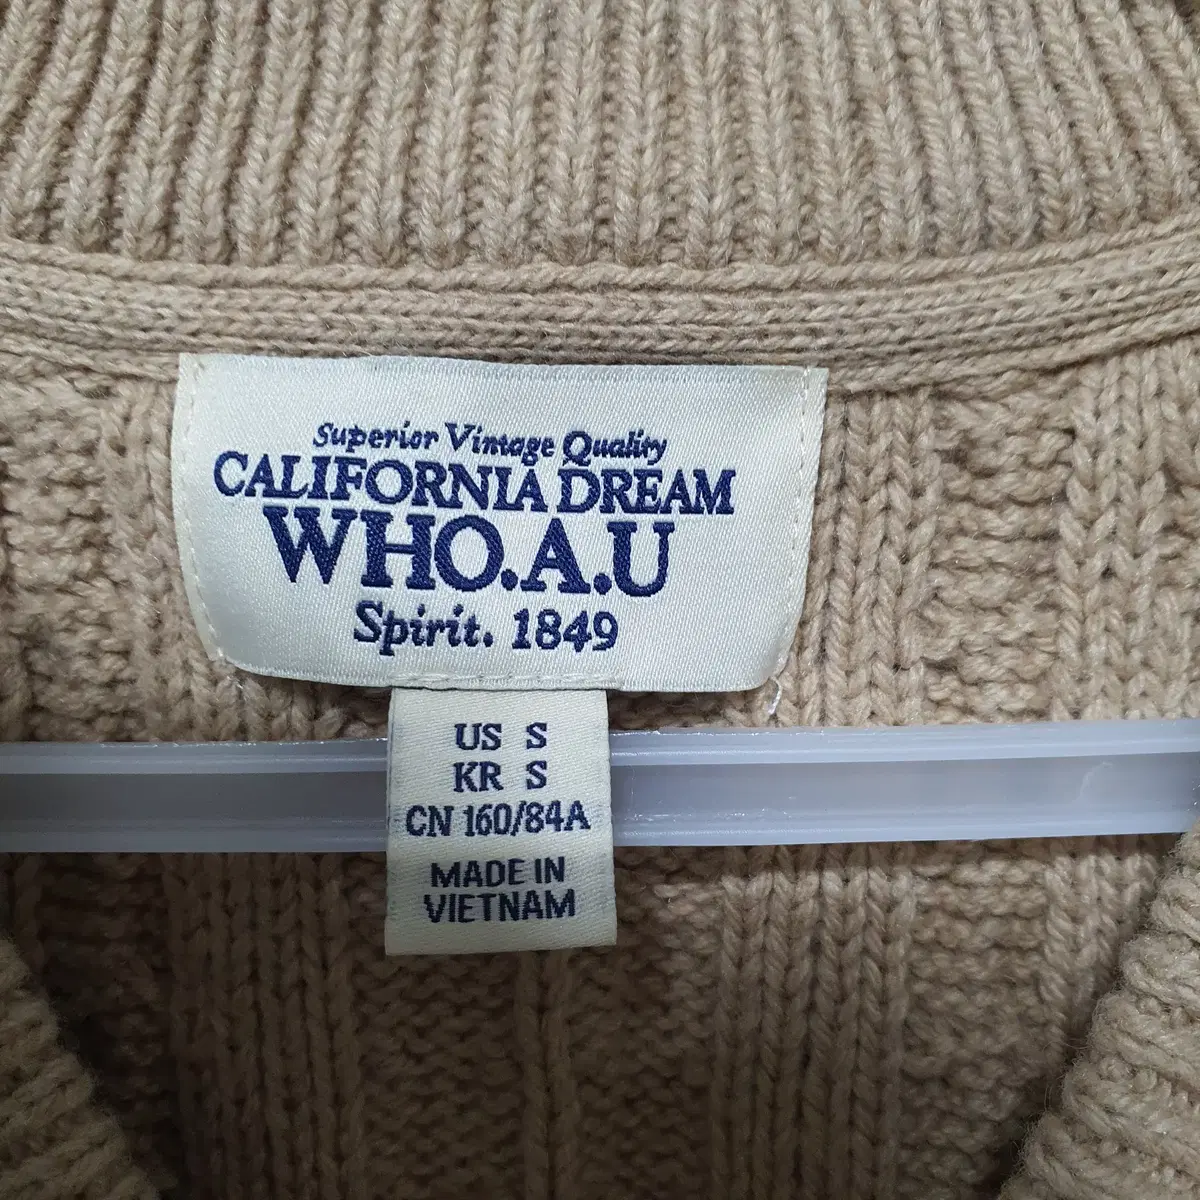 Superior Vintage Quality
CALIFORNIA DREAM
WHO.A.U
Spirit. 1849
US S
KR S
CN 160/84A
MADE IN
VIETNAM